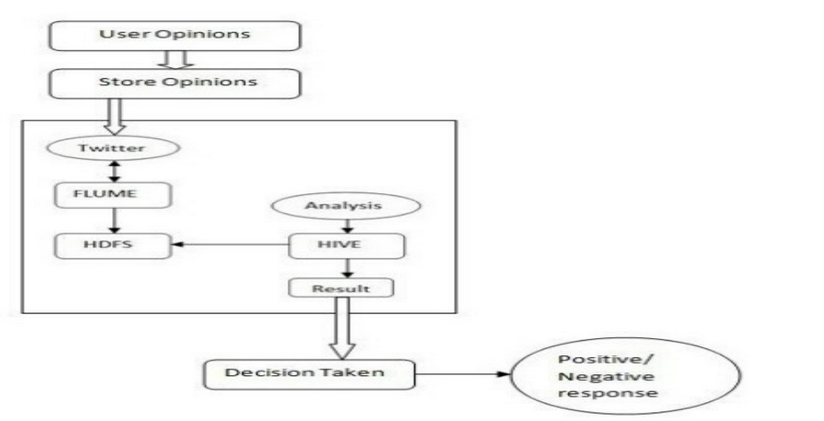 User Opinions
Store Opinions
Twitter
FLUME
Analysis
HDFS
HIVE
Result
Decision Taken
Positive/
Negative
response